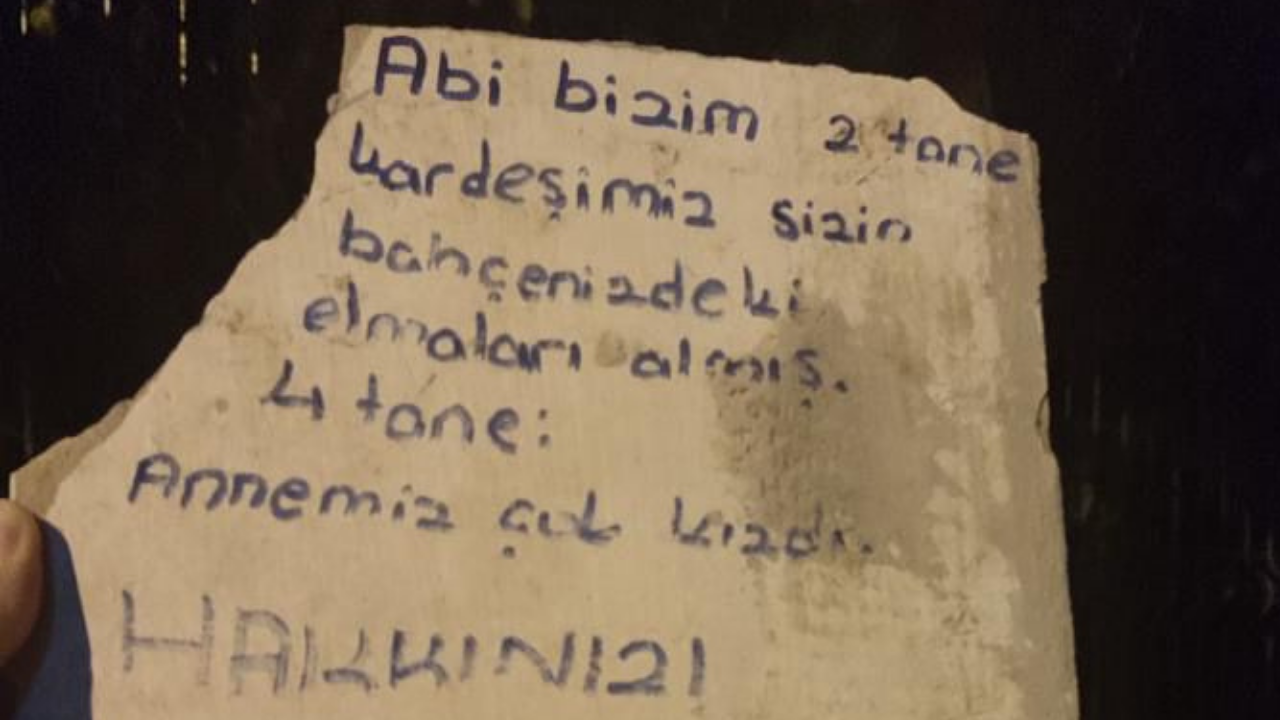 Abi bizim 2 tane
kardeşimiz sizin
bahçenizdeki
elmaları almış.
4 tane:
Annemiz çok kızdı.
HAKKINIZI